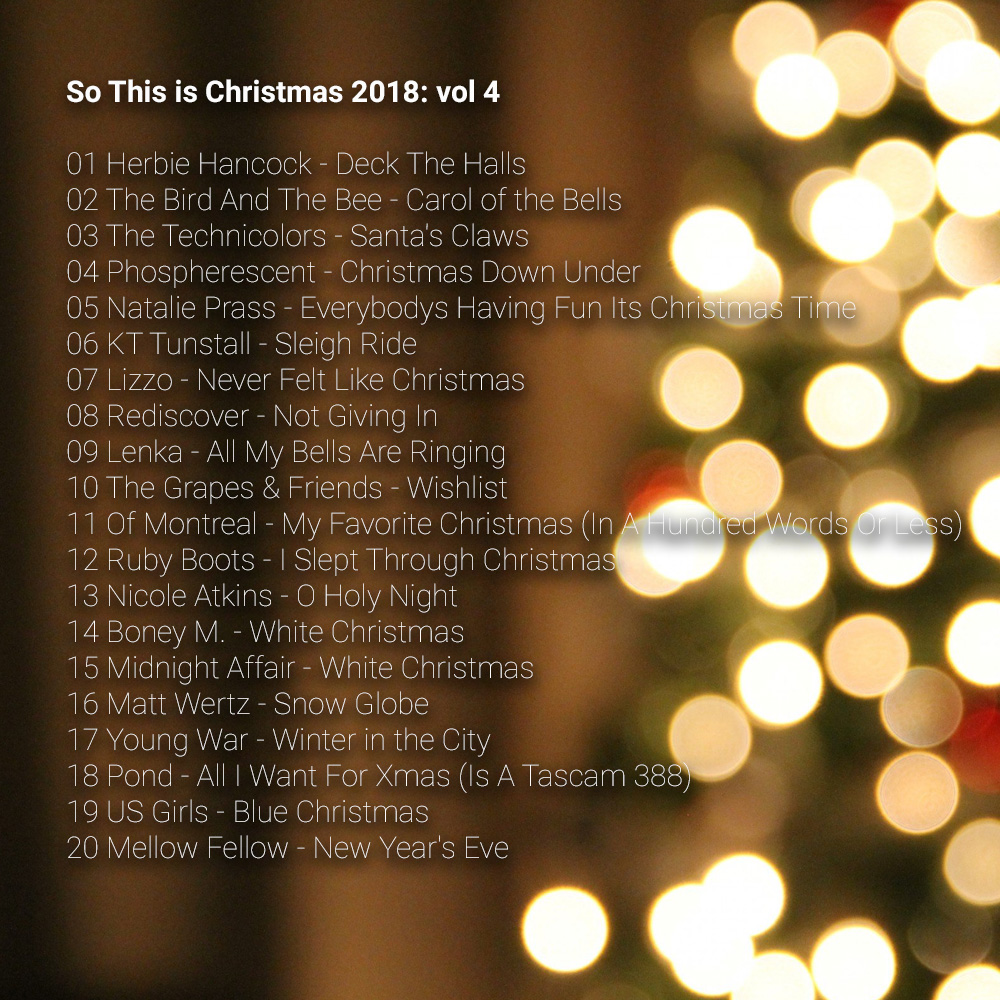 So This is Christmas 2018: vol 4
01 Herbie Hancock - Deck The Halls
02 The Bird And The Bee - Carol of the Bells
03 The Technicolors - Santa's Claws
04 Phospherescent - Christmas Down Under
05 Natalie Prass - Everybodys Having Fun Its Christmas Time
06 KT Tunstall - Sleigh Ride
07 Lizzo - Never Felt Like Christmas
08 Rediscover - Not Giving In
09 Lenka - All My Bells Are Ringing
10 The Grapes & Friends - Wishlist
11 Of Montreal - My Favorite Christmas (In A Hundred Words Or Less)
12 Ruby Boots - I Slept Through Christmas
13 Nicole Atkins - O Holy Night
14 Boney M. - White Christmas
15 Midnight Affair - White Christmas
16 Matt Wertz - Snow Globe
17 Young War - Winter in the City
18 Pond - All I Want For Xmas (Is A Tascam 388)
19 US Girls - Blue Christmas
20 Mellow Fellow - New Year's Eve